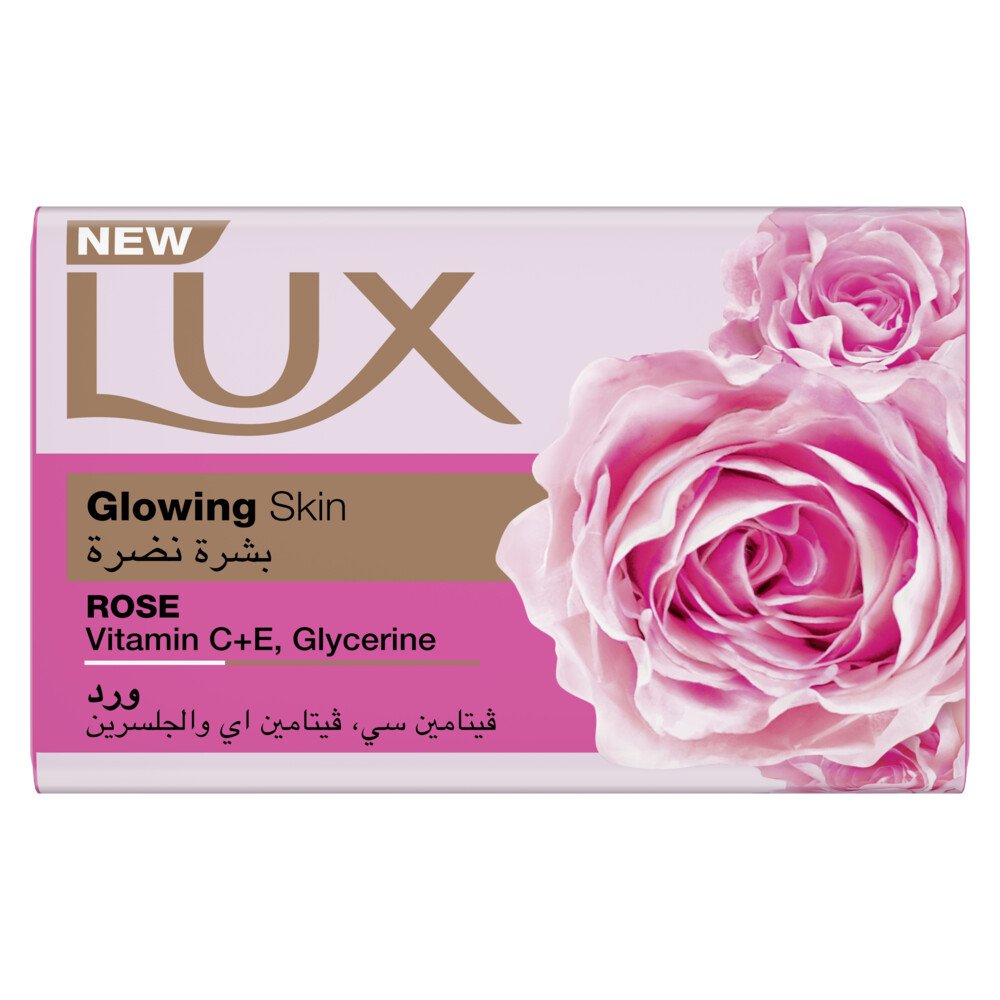 NEW
LUX
Glowing Skin
بشرة نضرة
ROSE
Vitamin C+E, Glycerine
ورد
ڤيتامين سي، ڤيتامين اي والجلسرين